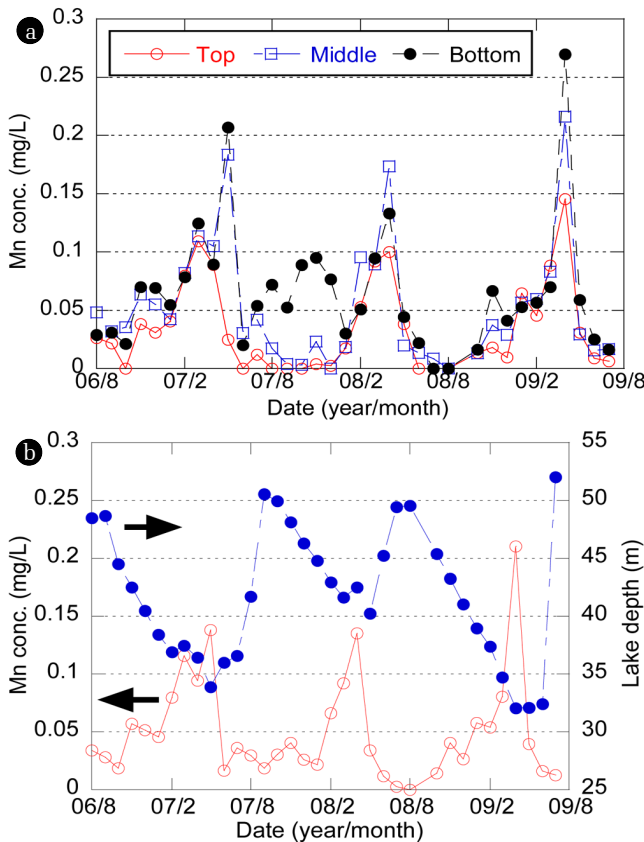 a
0.3
0.25
0.2
0.15
0.1
0.05
0
Mn conc. (mg/L)
Top Middle Bottom
06/8 07/2 07/8 08/2 08/8 09/2 09/8
Date (year/month)
b
0.3
0.25
0.2
0.15
0.1
0.05
0
Mn conc. (mg/L)
55
50
45
40
35
30
25
Lake depth (m)
06/8 07/2 07/8 08/2 08/8 09/2 09/8
Date (year/month)